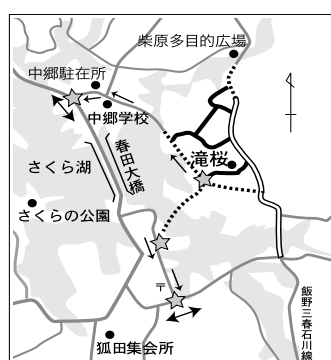 柴原多目的広場
中郷駐在所
中郷学校
春田大橋
滝桜
さくら湖
さくらの公園
〒
飯野三春石川線
狐田集会所